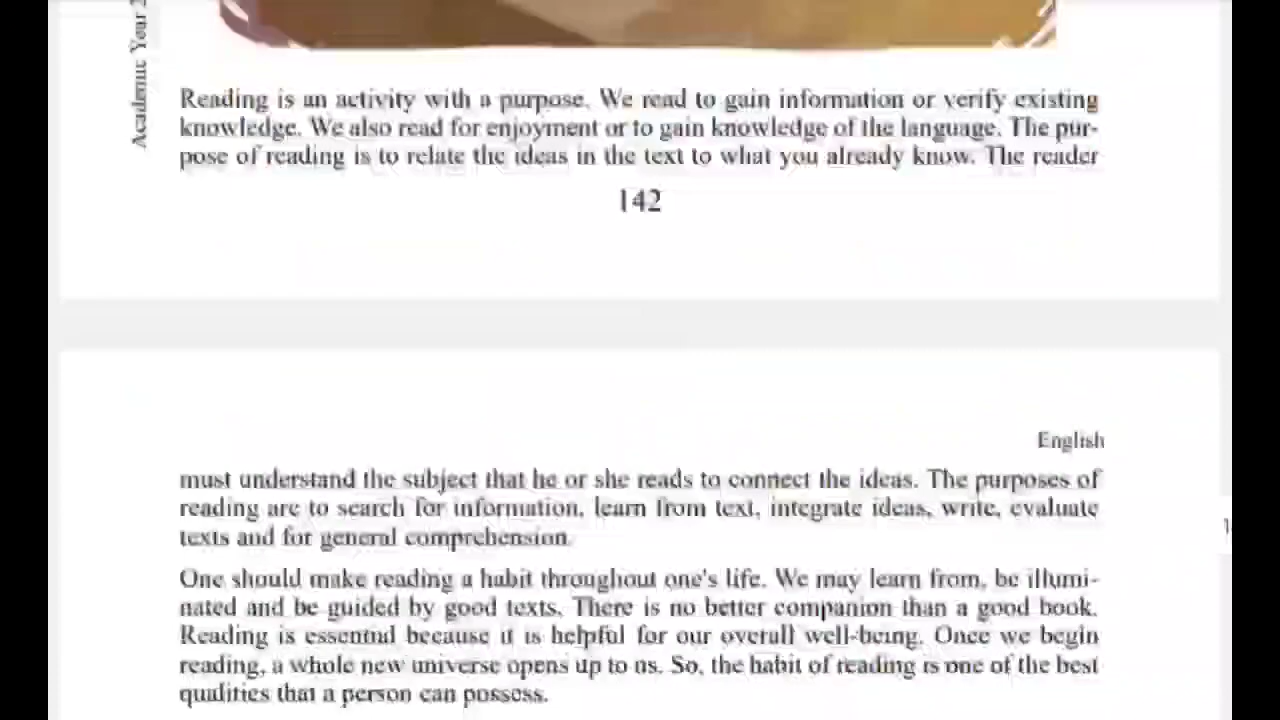 Academic Year 2
Reading is an activity with a purpose. We read to gain information or verify existing
knowledge. We also read for enjoyment or to gain knowledge of the language. The pur-
pose of reading is to relate the ideas in the text to what you already know. The reader
142
English
must understand the subject that he or she reads to connect the ideas. The purposes of
reading are to search for information, learn from text, integrate ideas, write, evaluate
texts and for general comprehension.
One should make reading a habit throughout one's life. We may learn from, be illumi-
nated and be guided by good texts. There is no better companion than a good book.
Reading is essential because it is helpful for our overall well-being. Once we begin
reading, a whole new universe opens up to us. So, the habit of reading is one of the best
qualities that a person can possess.